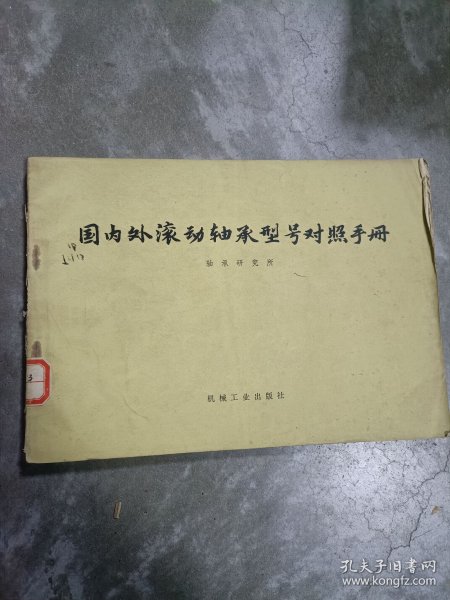 国内外滚动轴承型号对照手册
轴承研究所
3
机械工业出版社
孔夫子旧书网
www.kongfz.com